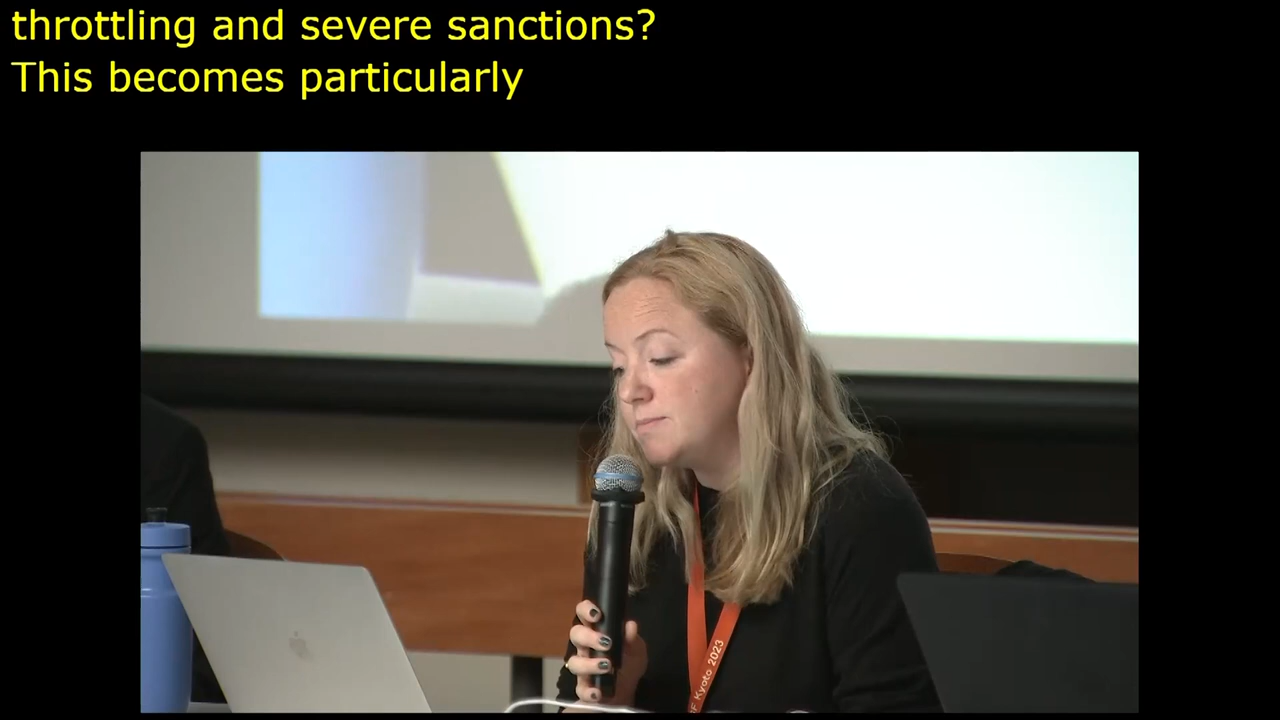 throttling and severe sanctions?
This becomes particularly
F Kyoto 2023